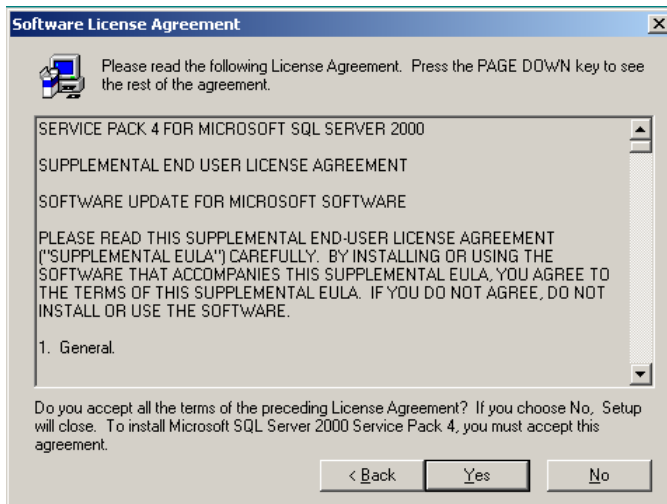 Software License Agreement
Please read the following License Agreement. Press the PAGE DOWN key to see
the rest of the agreement.
SERVICE PACK 4 FOR MICROSOFT SQL SERVER 2000
SUPPLEMENTAL END USER LICENSE AGREEMENT
SOFTWARE UPDATE FOR MICROSOFT SOFTWARE
PLEASE READ THIS SUPPLEMENTAL END-USER LICENSE AGREEMENT
("SUPPLEMENTAL EULA") CAREFULLY. BY INSTALLING OR USING THE
SOFTWARE THAT ACCOMPANIES THIS SUPPLEMENTAL EULA, YOU AGREE TO
THE TERMS OF THIS SUPPLEMENTAL EULA. IF YOU DO NOT AGREE, DO NOT
INSTALL OR USE THE SOFTWARE.
1. General.
Do you accept all the terms of the preceding License Agreement? If you choose No, Setup
will close. To install Microsoft SQL Server 2000 Service Pack 4, you must accept this
agreement.
< Back
Yes
No